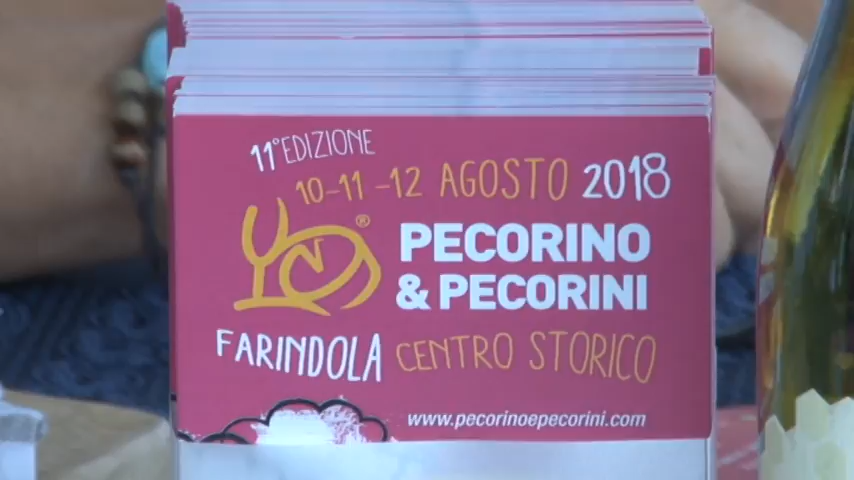 11° EDIZIONE
10-11-12 AGOSTO 2018
®
PECORINO
& PECORINI
FARINDOLA CENTRO STORICO
www.pecorinoepecorini.com